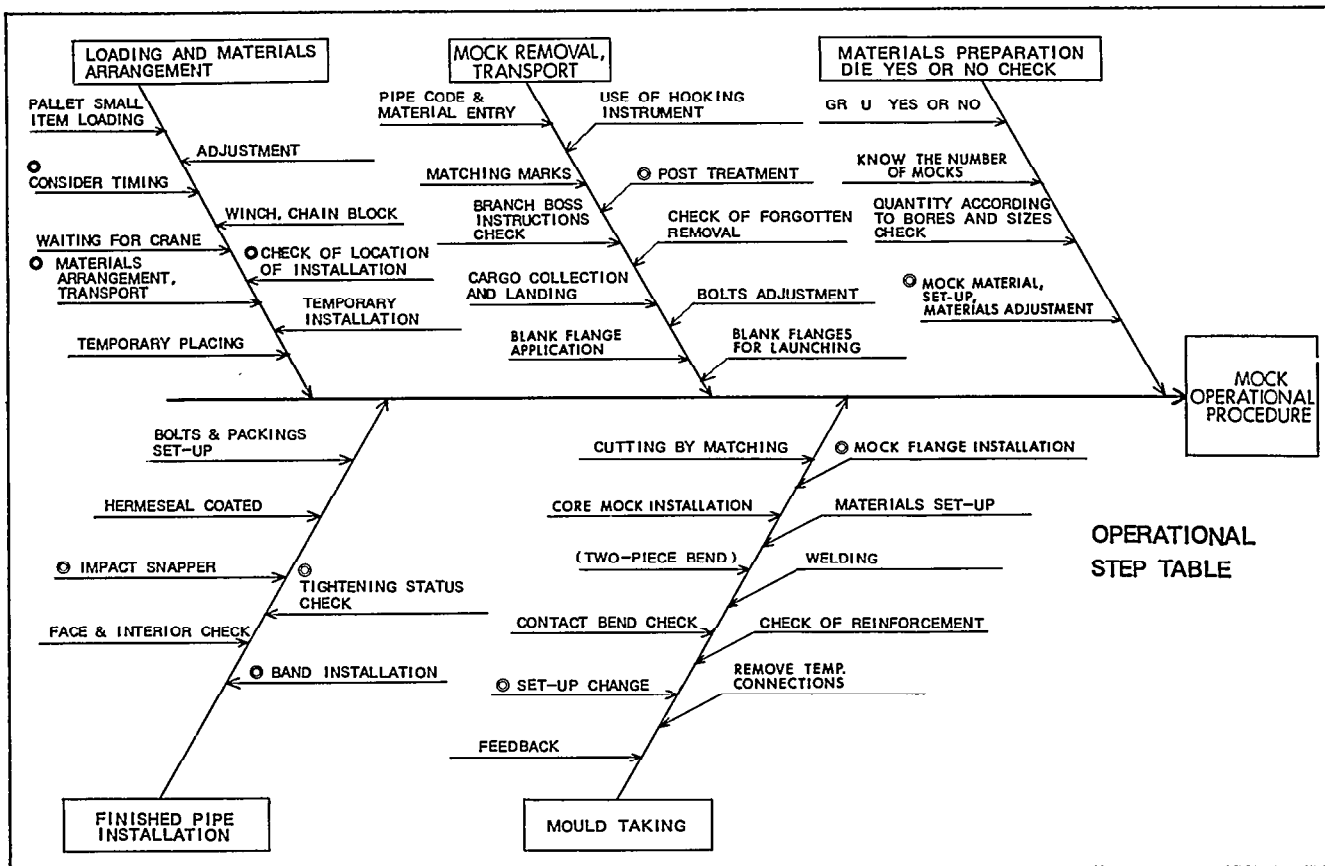 LOADING AND MATERIALS
ARRANGEMENT
PALLET SMALL
ITEM LOADING
ADJUSTMENT
◎
CONSIDER TIMING
WINCH, CHAIN BLOCK
WAITING FOR CRANE
◎ CHECK OF LOCATION
OF INSTALLATION
◎ MATERIALS
ARRANGEMENT,
TRANSPORT
TEMPORARY
INSTALLATION
TEMPORARY PLACING
MOCK REMOVAL,
TRANSPORT
PIPE CODE &
MATERIAL ENTRY
USE OF HOOKING
INSTRUMENT
MATCHING MARKS
◎ POST TREATMENT
BRANCH BOSS
INSTRUCTIONS
CHECK
CHECK OF FORGOTTEN
REMOVAL
CARGO COLLECTION
AND LANDING
BOLTS ADJUSTMENT
BLANK FLANGE
APPLICATION
BLANK FLANGES
FOR LAUNCHING
MATERIALS PREPARATION
DIE YES OR NO CHECK
GR U YES OR NO
KNOW THE NUMBER
OF MOCKS
QUANTITY ACCORDING
TO BORES AND SIZES
CHECK
◎ MOCK MATERIAL,
SET-UP,
MATERIALS ADJUSTMENT
MOCK
OPERATIONAL
PROCEDURE
BOLTS & PACKINGS
SET-UP
HERMESEAL COATED
◎ IMPACT SNAPPER
◎
TIGHTENING STATUS
CHECK
FACE & INTERIOR CHECK
◎ BAND INSTALLATION
FINISHED PIPE
INSTALLATION
CUTTING BY MATCHING
◎ MOCK FLANGE INSTALLATION
CORE MOCK INSTALLATION
MATERIALS SET-UP
(TWO-PIECE BEND)
WELDING
CONTACT BEND CHECK
CHECK OF REINFORCEMENT
◎ SET-UP CHANGE
REMOVE TEMP.
CONNECTIONS
FEEDBACK
MOULD TAKING
OPERATIONAL
STEP TABLE